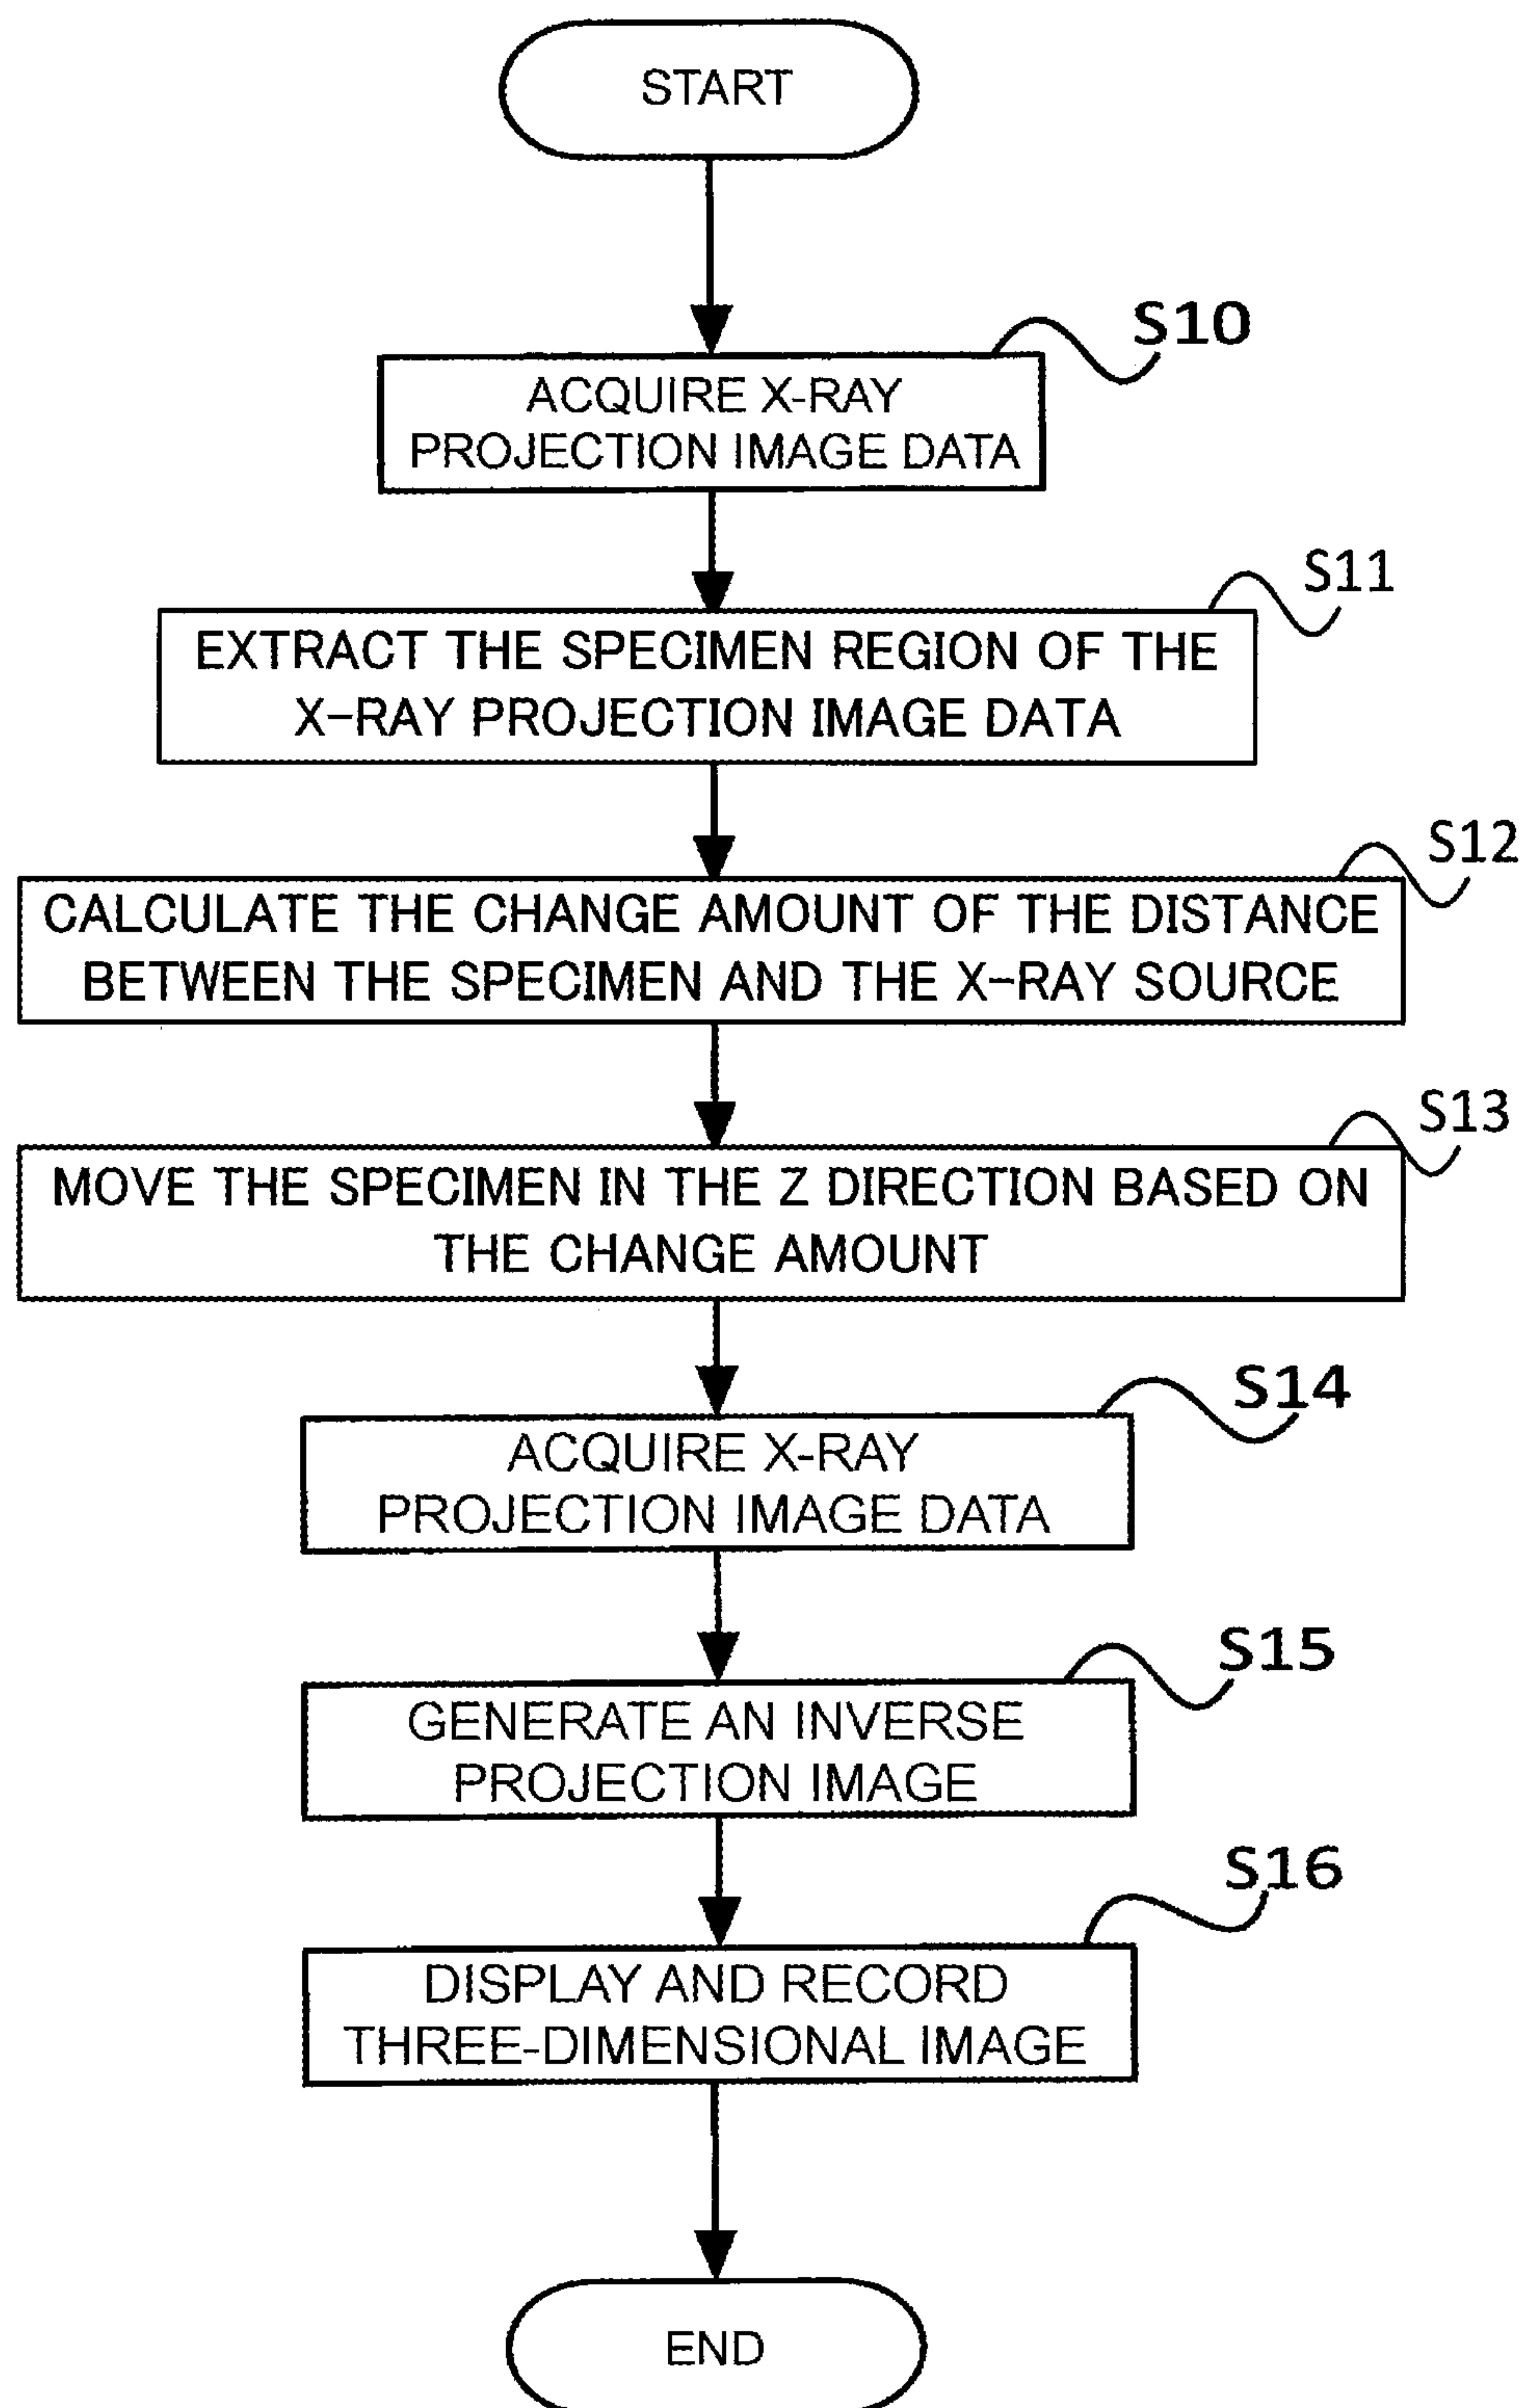 START
S10
ACQUIRE X-RAY
PROJECTION IMAGE DATA
S11
EXTRACT THE SPECIMEN REGION OF THE
X-RAY PROJECTION IMAGE DATA
S12
CALCULATE THE CHANGE AMOUNT OF THE DISTANCE
BETWEEN THE SPECIMEN AND THE X-RAY SOURCE
S13
MOVE THE SPECIMEN IN THE Z DIRECTION BASED ON
THE CHANGE AMOUNT
S14
ACQUIRE X-RAY
PROJECTION IMAGE DATA
S15
GENERATE AN INVERSE
PROJECTION IMAGE
S16
DISPLAY AND RECORD
THREE-DIMENSIONAL IMAGE
END